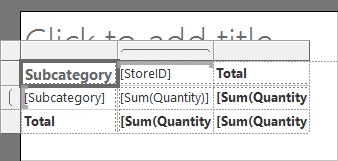 Click to add title
Subcategory [StoreID] Total
[Subcategory] [Sum(Quantity)] [Sum(Quantity
Total [Sum(Quantity [Sum(Quantity